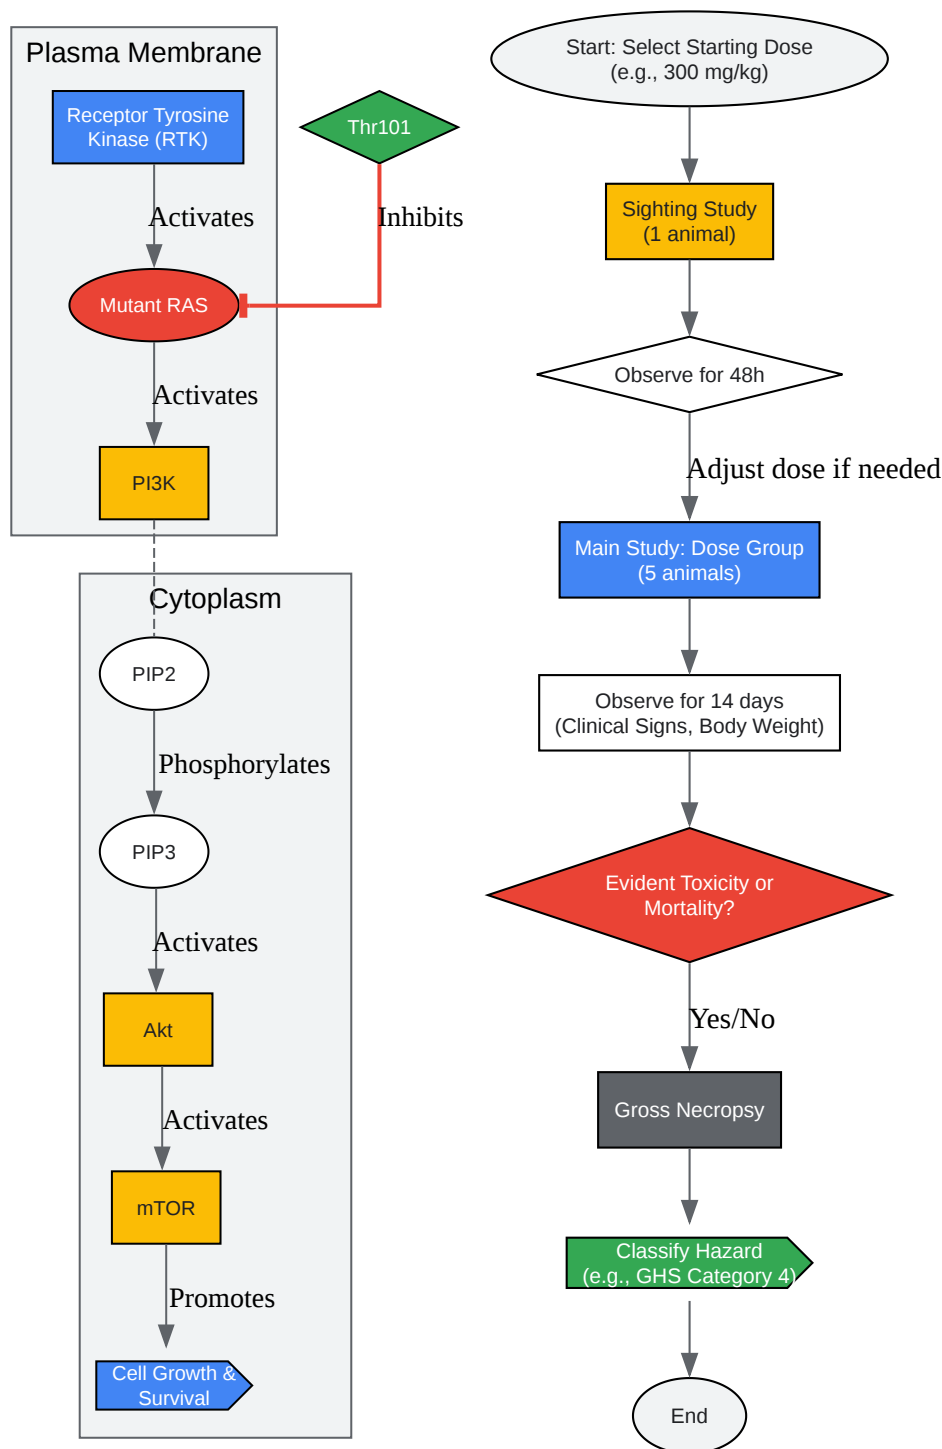 Plasma Membrane
Receptor Tyrosine
Kinase (RTK)
Thr101
Activates
Inhibits
Mutant RAS
Activates
PI3K
Cytoplasm
PIP2
Phosphorylates
PIP3
Activates
Akt
Activates
mTOR
Promotes
Cell Growth &
Survival
Start: Select Starting Dose
(e.g., 300 mg/kg)
Sighting Study
(1 animal)
Observe for 48h
Adjust dose if needed
Main Study: Dose Group
(5 animals)
Observe for 14 days
(Clinical Signs, Body Weight)
Evident Toxicity or
Mortality?
Yes/No
Gross Necropsy
Classify Hazard
(e.g., GHS Category 4)
End